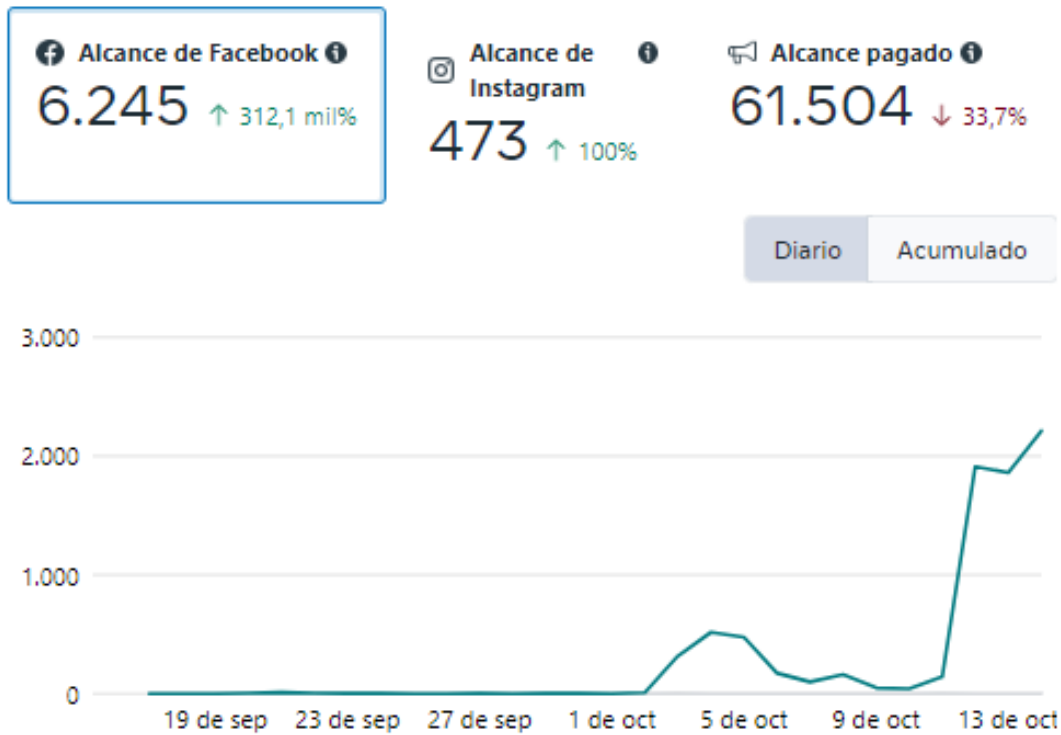 Alcance de Facebook
6.245 ↑ 312,1 mil%
Alcance de
Instagram
473 ↑ 100%
Alcance pagado
61.504 ↓ 33,7%
Diario
Acumulado
3.000
2.000
1.000
0
19 de sep
23 de sep
27 de sep
1 de oct
5 de oct
9 de oct
13 de oct